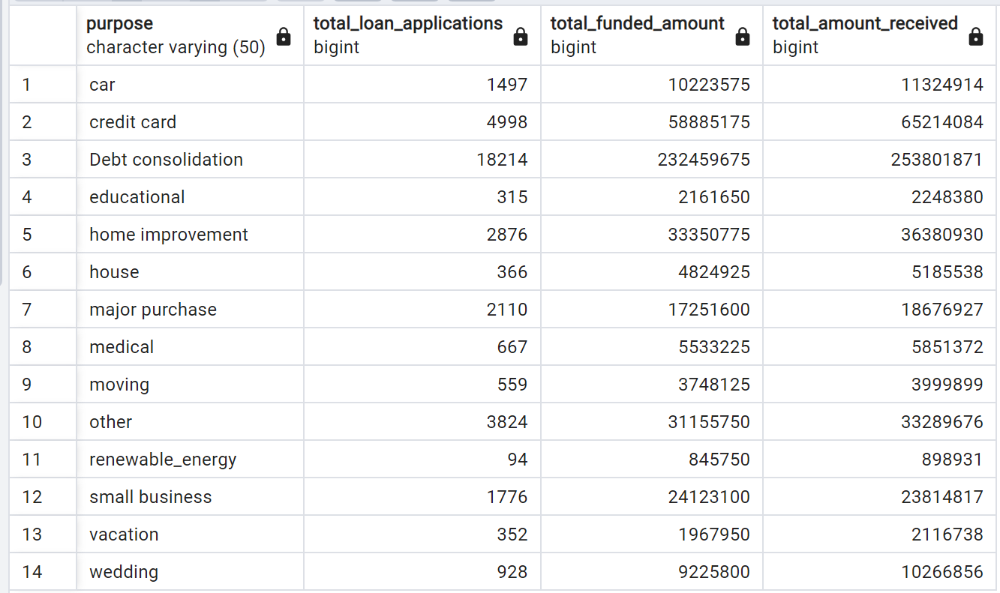 purpose total_loan_applications total_funded_amount total_amount_received
character varying (50) bigint bigint bigint
1 car 1497 10223575 11324914
2 credit card 4998 58885175 65214084
3 Debt consolidation 18214 232459675 253801871
4 educational 315 2161650 2248380
5 home improvement 2876 33350775 36380930
6 house 366 4824925 5185538
7 major purchase 2110 17251600 18676927
8 medical 667 5533225 5851372
9 moving 559 3748125 3999899
10 other 3824 31155750 33289676
11 renewable_energy 94 845750 898931
12 small business 1776 24123100 23814817
13 vacation 352 1967950 2116738
14 wedding 928 9225800 10266856